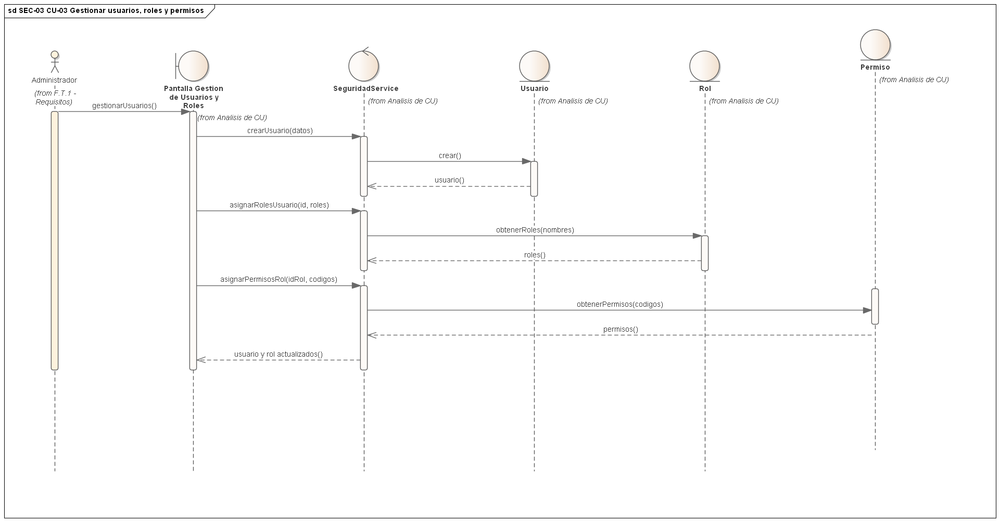 sd SEC-03 CU-03 Gestionar usuarios, roles y permisos
Administrador
(from F.T.1 -
Requisitos)
Pantalla Gestion
de Usuarios y
Roles
(from Analisis de CU)
SeguridadService
(from Analisis de CU)
Usuario
(from Analisis de CU)
Rol
(from Analisis de CU)
Permiso
(from Analisis de CU)
gestionarUsuarios()
crearUsuario(datos)
crear()
usuario()
asignarRolesUsuario(id, roles)
obtenerRoles(nombres)
roles()
asignarPermisosRol(idRol, codigos)
obtenerPermisos(codigos)
permisos()
usuario y rol actualizados()